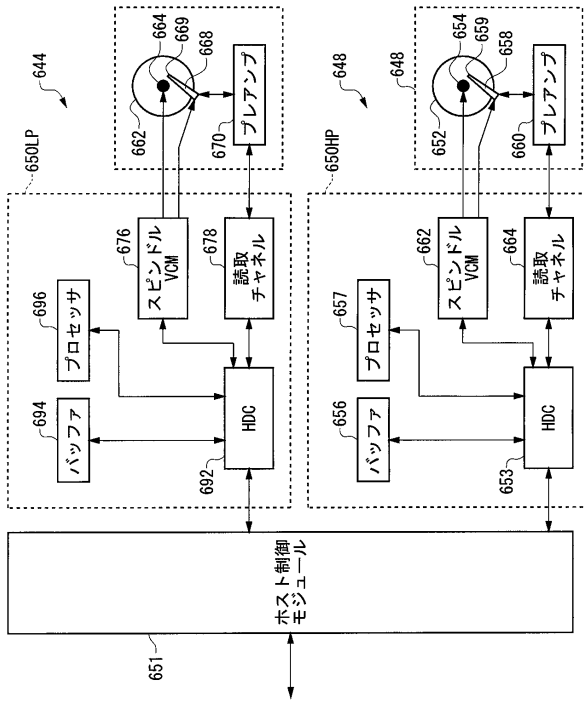 644
650LP
664
669
668
662
プレアンプ
670
676
スピンドル
VCM
678
読取
チャネル
696
プロセッサ
694
バッファ
HDC
692
648
648
650HP
654
659
658
652
プレアンプ
660
662
スピンドル
VCM
664
読取
チャネル
657
プロセッサ
656
バッファ
HDC
653
ホスト制御
モジュール
651